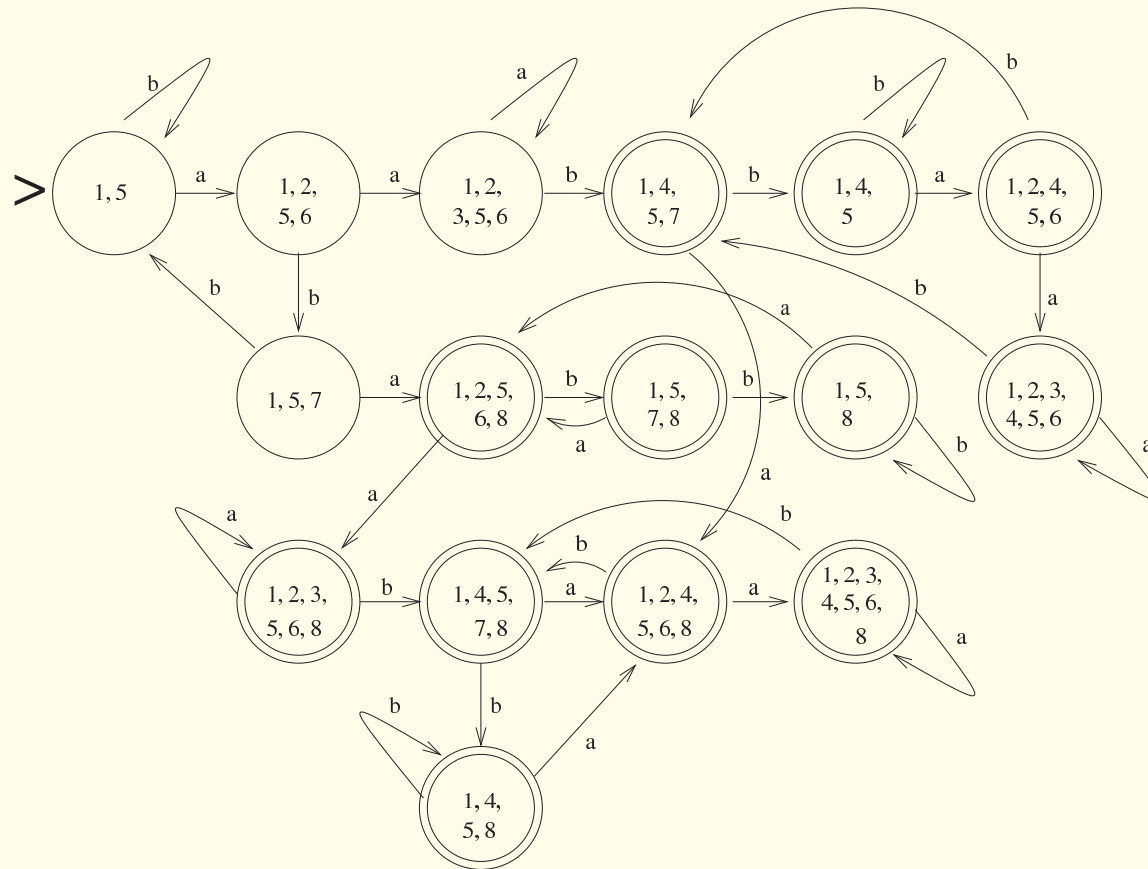 b
a
b
b
>
1, 5
a
1, 2,
5, 6
a
1, 2,
3, 5, 6
b
1, 4,
5, 7
b
1, 4,
5
a
1, 2, 4,
5, 6
b
b
a
b
a
1, 5, 7
a
1, 2, 5,
6, 8
b
1, 5,
7, 8
b
1, 5,
8
1, 2, 3,
4, 5, 6
a
b
a
a
a
a
b
b
1, 2, 3,
5, 6, 8
b
1, 4, 5,
7, 8
a
1, 2, 4,
5, 6, 8
a
1, 2, 3,
4, 5, 6,
8
a
b
b
a
1, 4,
5, 8